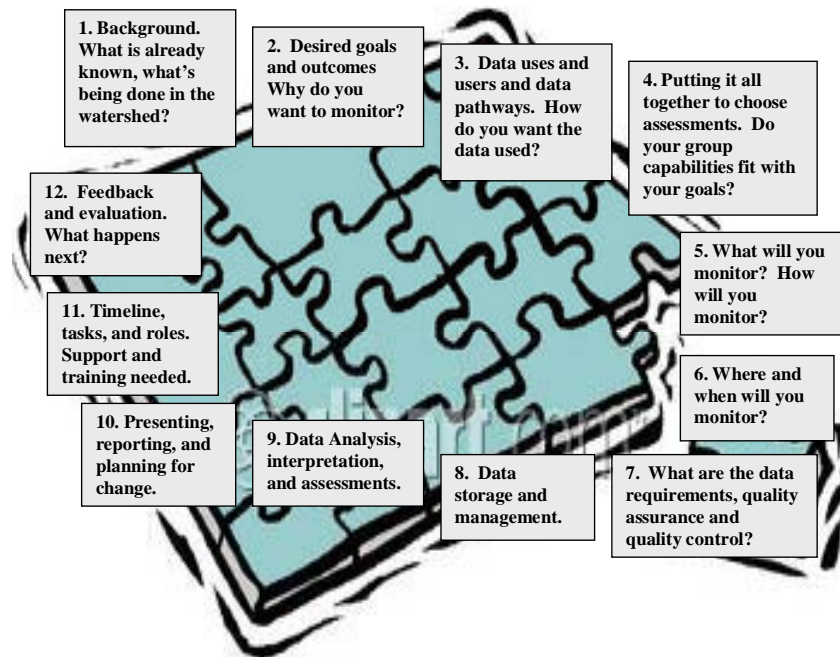 1. Background.
What is already
known, what's
being done in the
watershed?
2. Desired goals
and outcomes
Why do you
want to monitor?
3. Data uses and
users and data
pathways. How
do you want the
data used?
4. Putting it all
together to choose
assessments. Do
your group
capabilities fit with
your goals?
5. What will you
monitor? How
will you
monitor?
6. Where and
when will you
monitor?
7. What are the data
requirements, quality
assurance and
quality control?
8. Data
storage and
management.
9. Data Analysis,
interpretation,
and assessments.
10. Presenting,
reporting, and
planning for
change.
11. Timeline,
tasks, and roles.
Support and
training needed.
12. Feedback
and evaluation.
What happens
next?